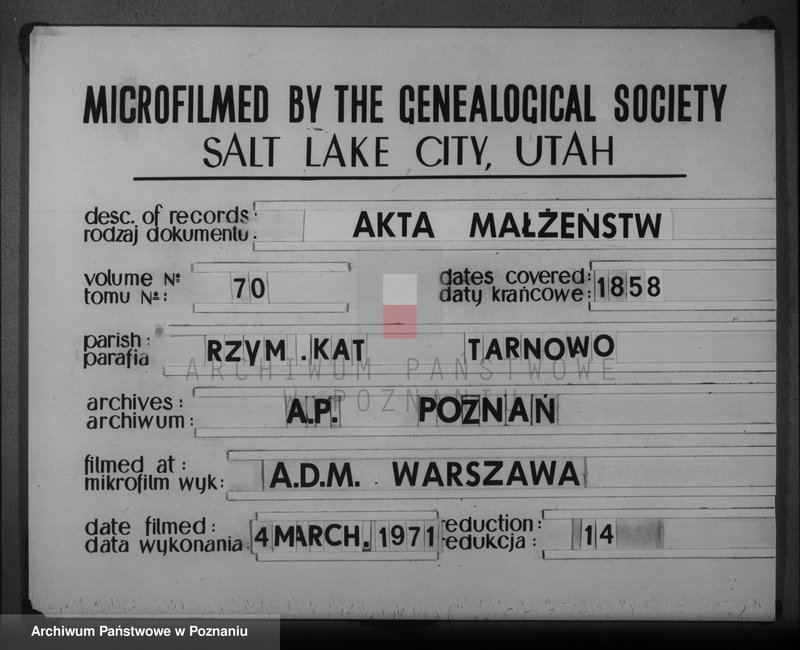 MICROFILMED BY THE GENEALOGICAL SOCIETY
SALT LAKE CITY, UTAH
desc. of records: AKTA MAŁŻEŃSTW
rodzaj dokumentu:
volume №: 70 dates covered: 1858
tomu №: daty krańcowe:
parish: RZYM.KAT TARNOWO
parafia
ARCHIWUM PAŃSTWOWE
W POZNANIU
archives: A.P. POZNAŃ
archiwum:
filmed at: A.D.M. WARSZAWA
mikrofilm wyk:
date filmed: 4 MARCH. 1971 reduction: 14
data wykonania: redukcja:
Archiwum Państwowe w Poznaniu